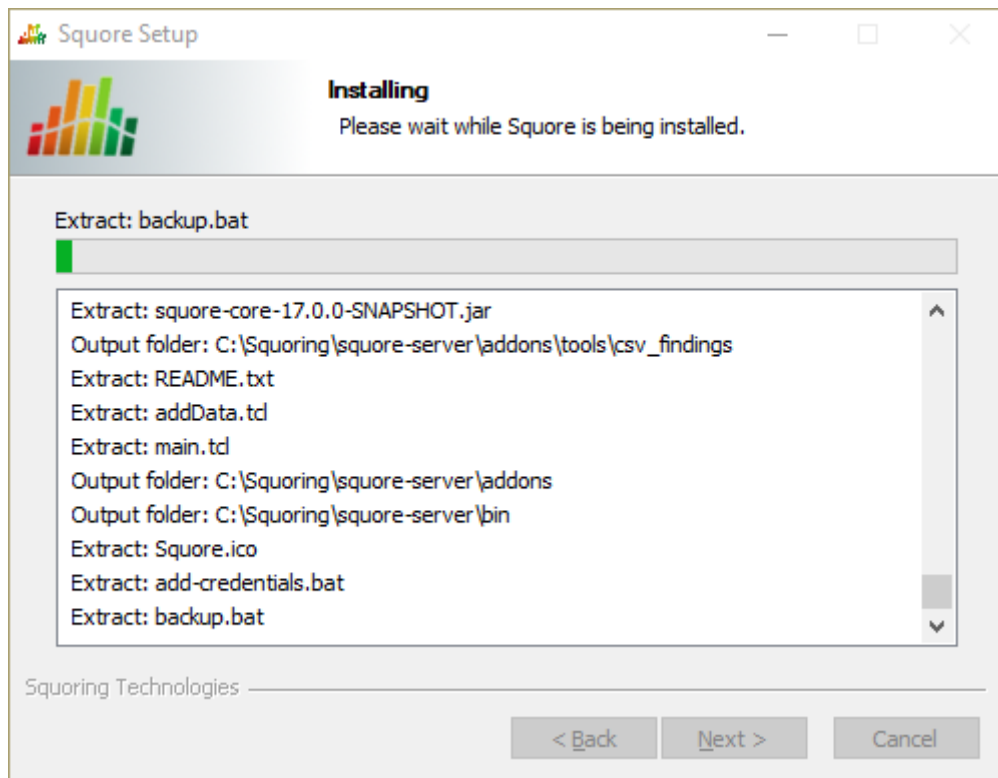 Squore Setup
Installing
Please wait while Squore is being installed.
Extract: backup.bat
Extract: squore-core-17.0.0-SNAPSHOT.jar
Output folder: C:\Squoring\squore-server\addons\tools\csv_findings
Extract: README.txt
Extract: addData.tcl
Extract: main.tcl
Output folder: C:\Squoring\squore-server\addons
Output folder: C:\Squoring\squore-server\bin
Extract: Squore.ico
Extract: add-credentials.bat
Extract: backup.bat
Squoring Technologies
< Back Next > Cancel